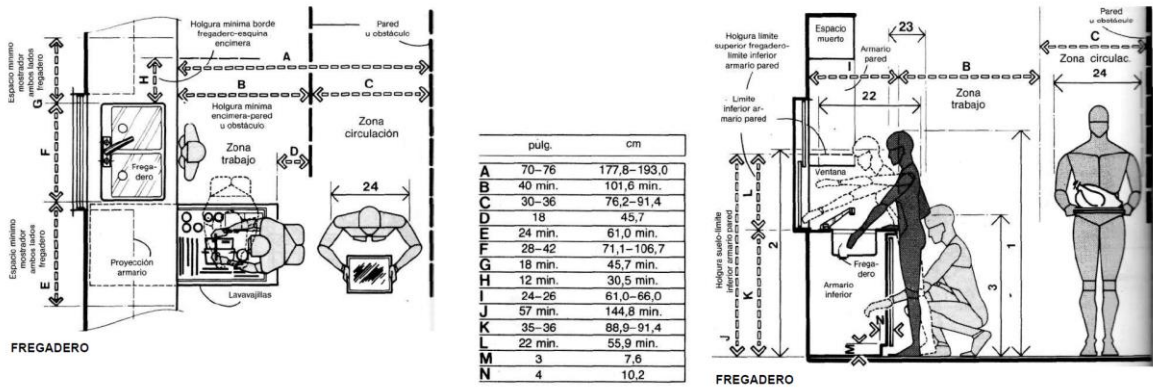 Holgura mínima borde
fregadero-esquina
encimera
Pared
u obstáculo
Espacio mínimo
mostrador
ambos lados
fregadero
A
H
B
C
G
Holgura mínima
encimera-pared
u obstáculo
Zona
circulación
F
Zona
trabajo
D
Frega-
dero
24
Espacio mínimo
mostrador
ambos lados
fregadero
E
Proyección
armario
Lavavajillas
FREGADERO
pulg. cm
A 70–76 177,8–193,0
B 40 min. 101,6 min.
C 30–36 76,2–91,4
D 18 45,7
E 24 min. 61,0 min.
F 28–42 71,1–106,7
G 18 min. 45,7 min.
H 12 min. 30,5 min.
I 24–26 61,0–66,0
J 57 min. 144,8 min.
K 35–36 88,9–91,4
L 22 min. 55,9 min.
M 3 7,6
N 4 10,2
Pared
u obstáculo
Espacio
muerto
23
Holgura límite
superior fregadero-
límite inferior
armario pared
Armario
pared
C
I
B
Zona circulac.
24
Zona
trabajo
22
Límite
inferior ar-
mario pared
Ventana
L
Holgura suelo-límite
inferior armario pared
2
1
Frega-
dero
Armario
inferior
3
K
N
J
M
FREGADERO